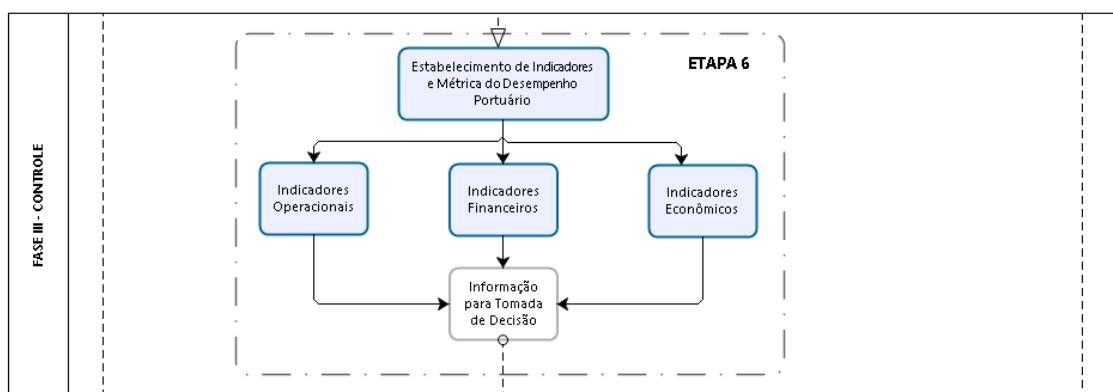 FASE III - CONTROLE
ETAPA 6
Estabelecimento de Indicadores
e Métrica do Desempenho
Portuário
Indicadores
Operacionais
Indicadores
Financeiros
Indicadores
Econômicos
Informação
para Tomada
de Decisão